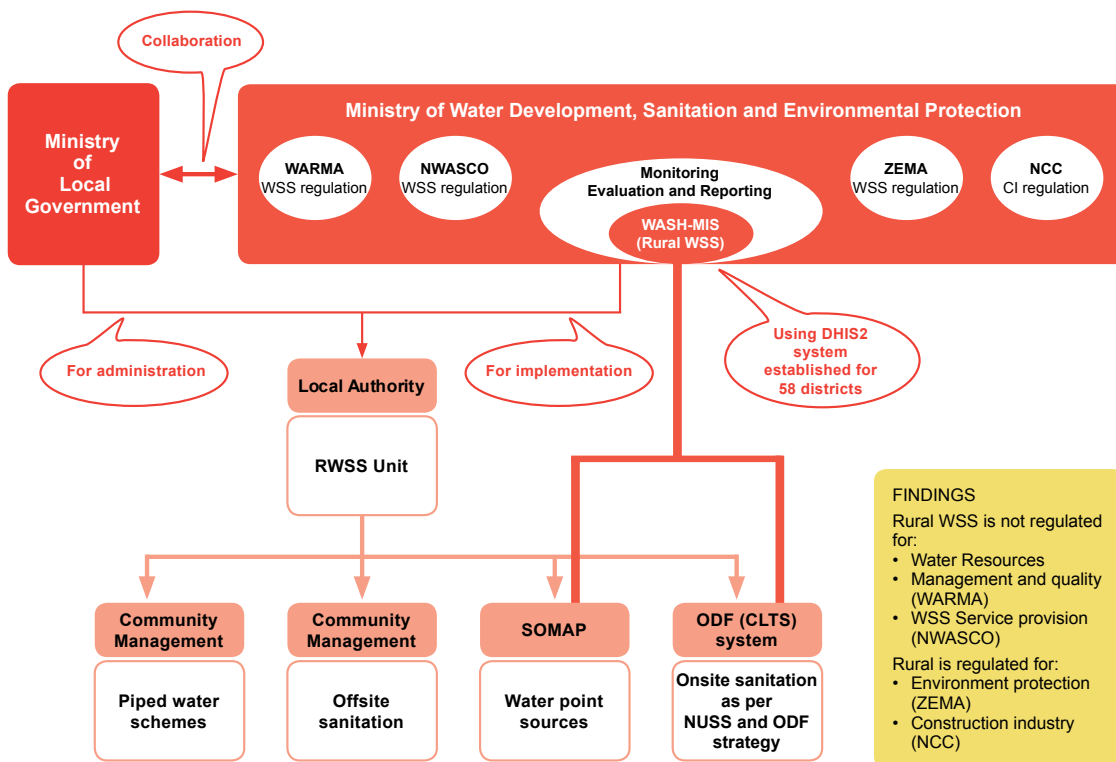 Collaboration
Ministry
of
Local
Government
Ministry of Water Development, Sanitation and Environmental Protection
WARMA
WSS regulation
NWASCO
WSS regulation
Monitoring
Evaluation and Reporting
WASH-MIS
(Rural WSS)
ZEMA
WSS regulation
NCC
CI regulation
For administration
For implementation
Using DHIS2
system
established for
58 districts
Local Authority
RWSS Unit
Community
Management
Piped water
schemes
Community
Management
Offsite
sanitation
SOMAP
Water point
sources
ODF (CLTS)
system
Onsite sanitation
as per
NUSS and ODF
strategy
FINDINGS
Rural WSS is not regulated
for:
• Water Resources
• Management and quality
(WARMA)
• WSS Service provision
(NWASCO)
Rural is regulated for:
• Environment protection
(ZEMA)
• Construction industry
(NCC)